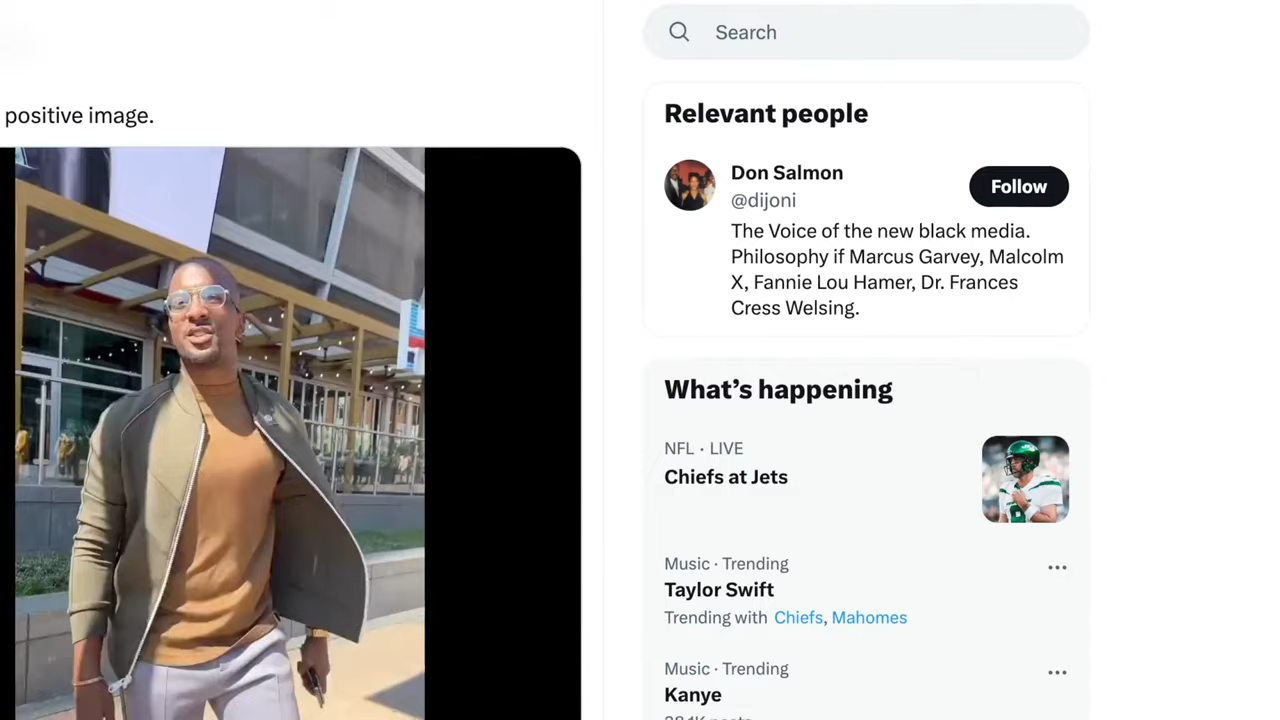 Search
positive image.
Relevant people
Don Salmon
@dijoni
Follow
The Voice of the new black media.
Philosophy if Marcus Garvey, Malcolm
X, Fannie Lou Hamer, Dr. Frances
Cress Welsing.
What’s happening
NFL · LIVE
Chiefs at Jets
Music · Trending
Taylor Swift
Trending with Chiefs, Mahomes
Music · Trending
Kanye